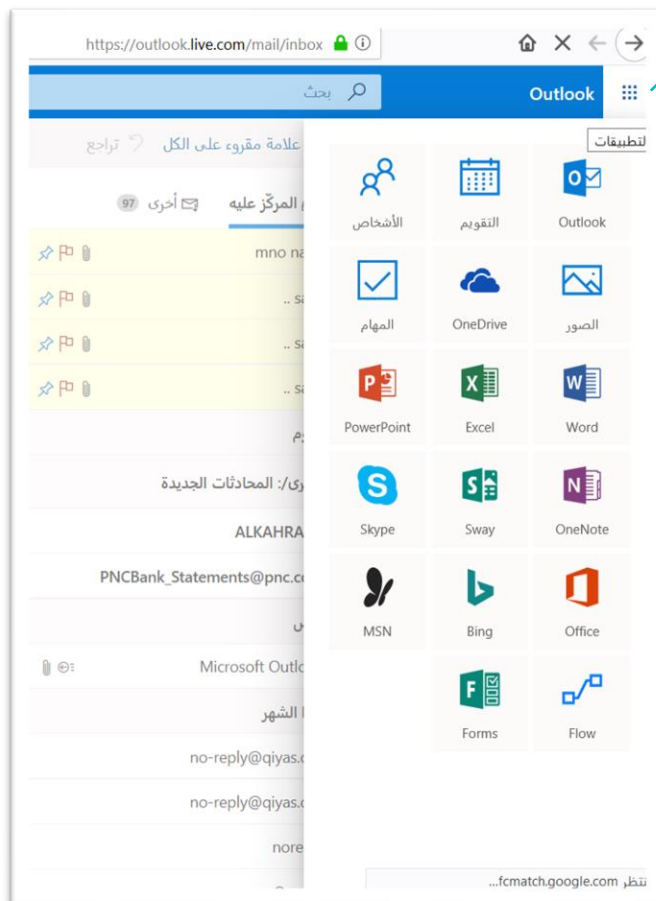 https://outlook.live.com/mail/inbox
Outlook
بحث
علامة مقروء على الكل
تراجع
المركّز عليه
أخرى 97
Outlook
التقويم
الأشخاص
الصور
OneDrive
المهام
Word
Excel
PowerPoint
OneNote
Sway
Skype
Office
Bing
MSN
Flow
Forms
mno
المحادثات الجديدة
ALKAHRA
PNCBank_Statements@pnc.c
Microsoft Outlo
الشهر
no-reply@qiyas.
no-reply@qiyas.
nore
...fcmatch.google.com